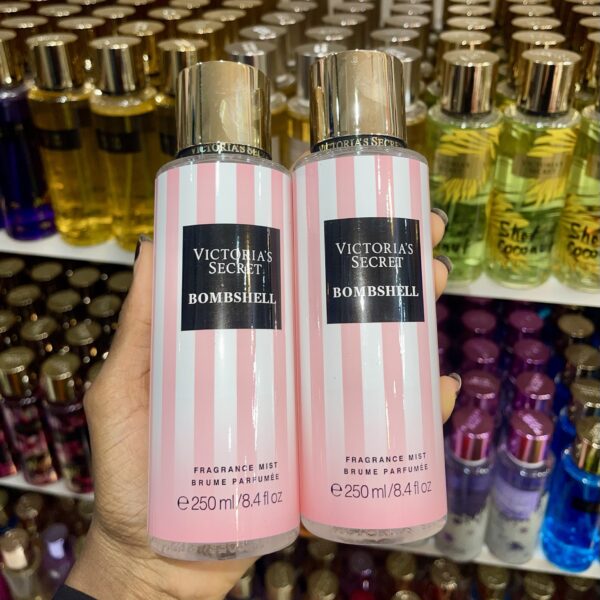 VICTORIA'S SECRET
VICTORIA'S
SECRET
BOMBSHELL
FRAGRANCE MIST
BRUME PARFUMÉE
e 250 ml/8.4 fl oz
VICTORIA'S SECRET
VICTORIA'S
SECRET
BOMBSHELL
FRAGRANCE MIST
BRUME PARFUMÉE
e 250 ml/8.4 fl oz